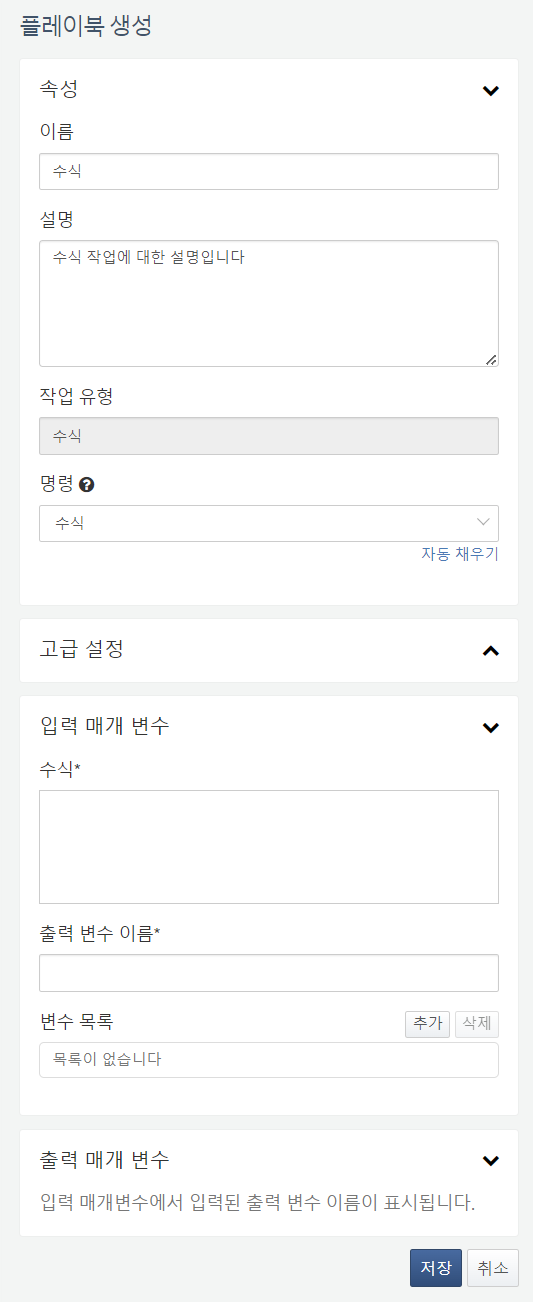 플레이북 생성
속성
이름
수식
설명
수식 작업에 대한 설명입니다
작업 유형
수식
명령
수식
자동 채우기
고급 설정
입력 매개 변수
수식*
출력 변수 이름*
변수 목록 추가 삭제
목록이 없습니다
출력 매개 변수
입력 매개변수에서 입력된 출력 변수 이름이 표시됩니다.
저장 취소